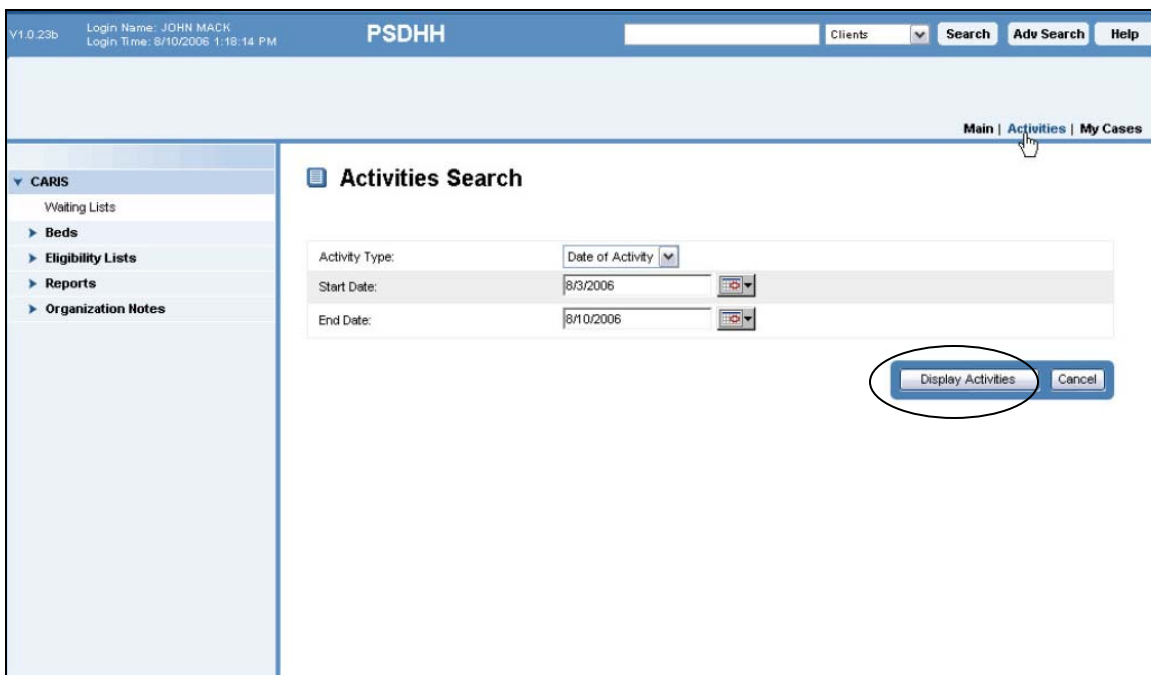 V1.0.23b Login Name: JOHN MACK PSDHH Clients Search Adv Search Help
Login Time: 8/10/2006 1:18:14 PM
Main | Activities | My Cases
CARIS
Waiting Lists
Beds
Eligibility Lists
Reports
Organization Notes
Activities Search
Activity Type: Date of Activity
Start Date: 8/3/2006
End Date: 8/10/2006
Display Activities Cancel